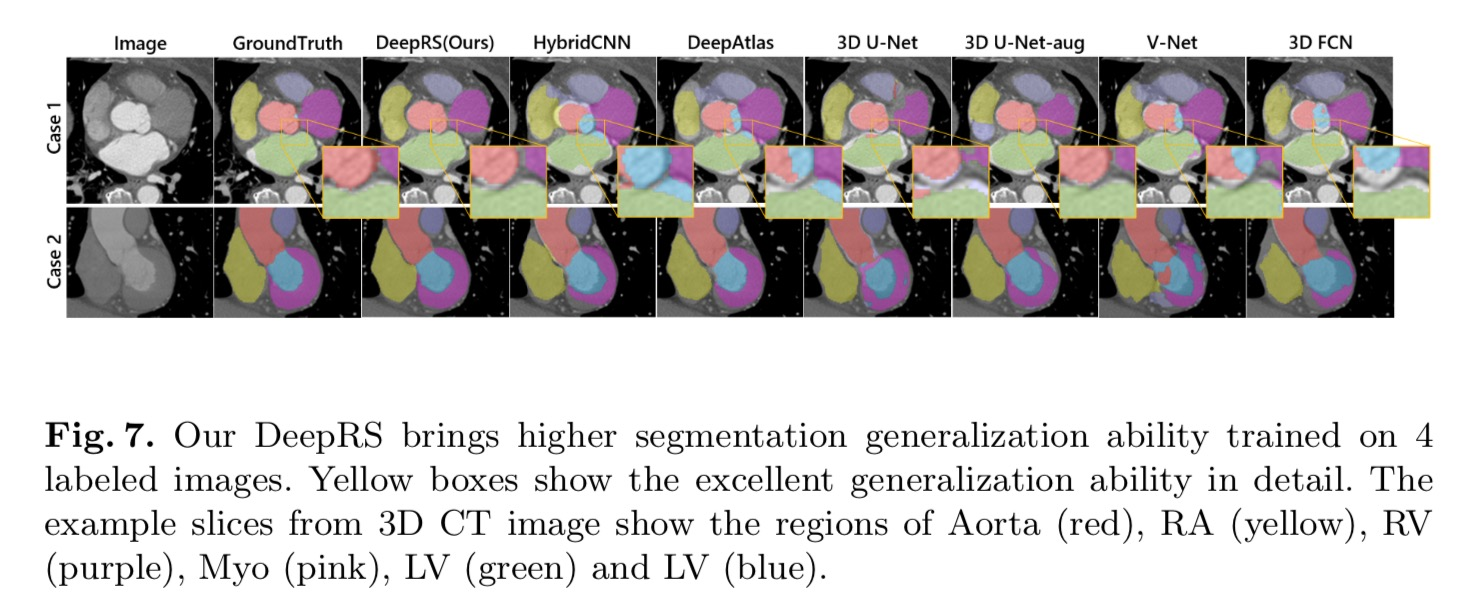 Image GroundTruth DeepRS(Ours) HybridCNN DeepAtlas 3D U-Net 3D U-Net-aug V-Net 3D FCN
Case 1
Case 2
Fig. 7. Our DeepRS brings higher segmentation generalization ability trained on 4
labeled images. Yellow boxes show the excellent generalization ability in detail. The
example slices from 3D CT image show the regions of Aorta (red), RA (yellow), RV
(purple), Myo (pink), LV (green) and LV (blue).